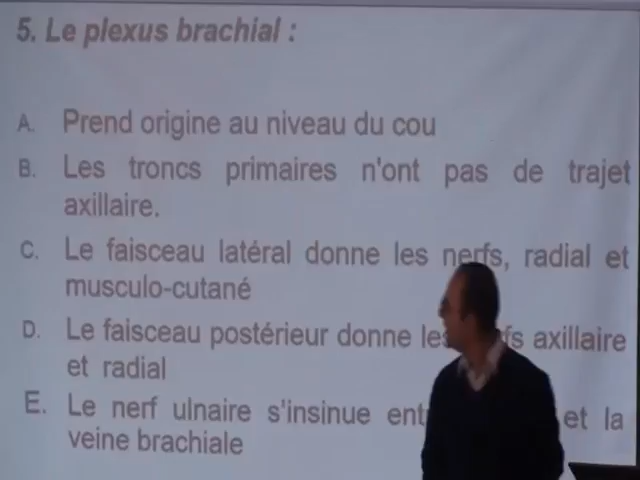 5. Le plexus brachial :
A. Prend origine au niveau du cou
B. Les troncs primaires n'ont pas de trajet
axillaire.
C. Le faisceau latéral donne les nerfs, radial et
musculo-cutané
D. Le faisceau postérieur donne axillaire
et radial
E. Le nerf ulnaire s'insinue et la
veine brachiale